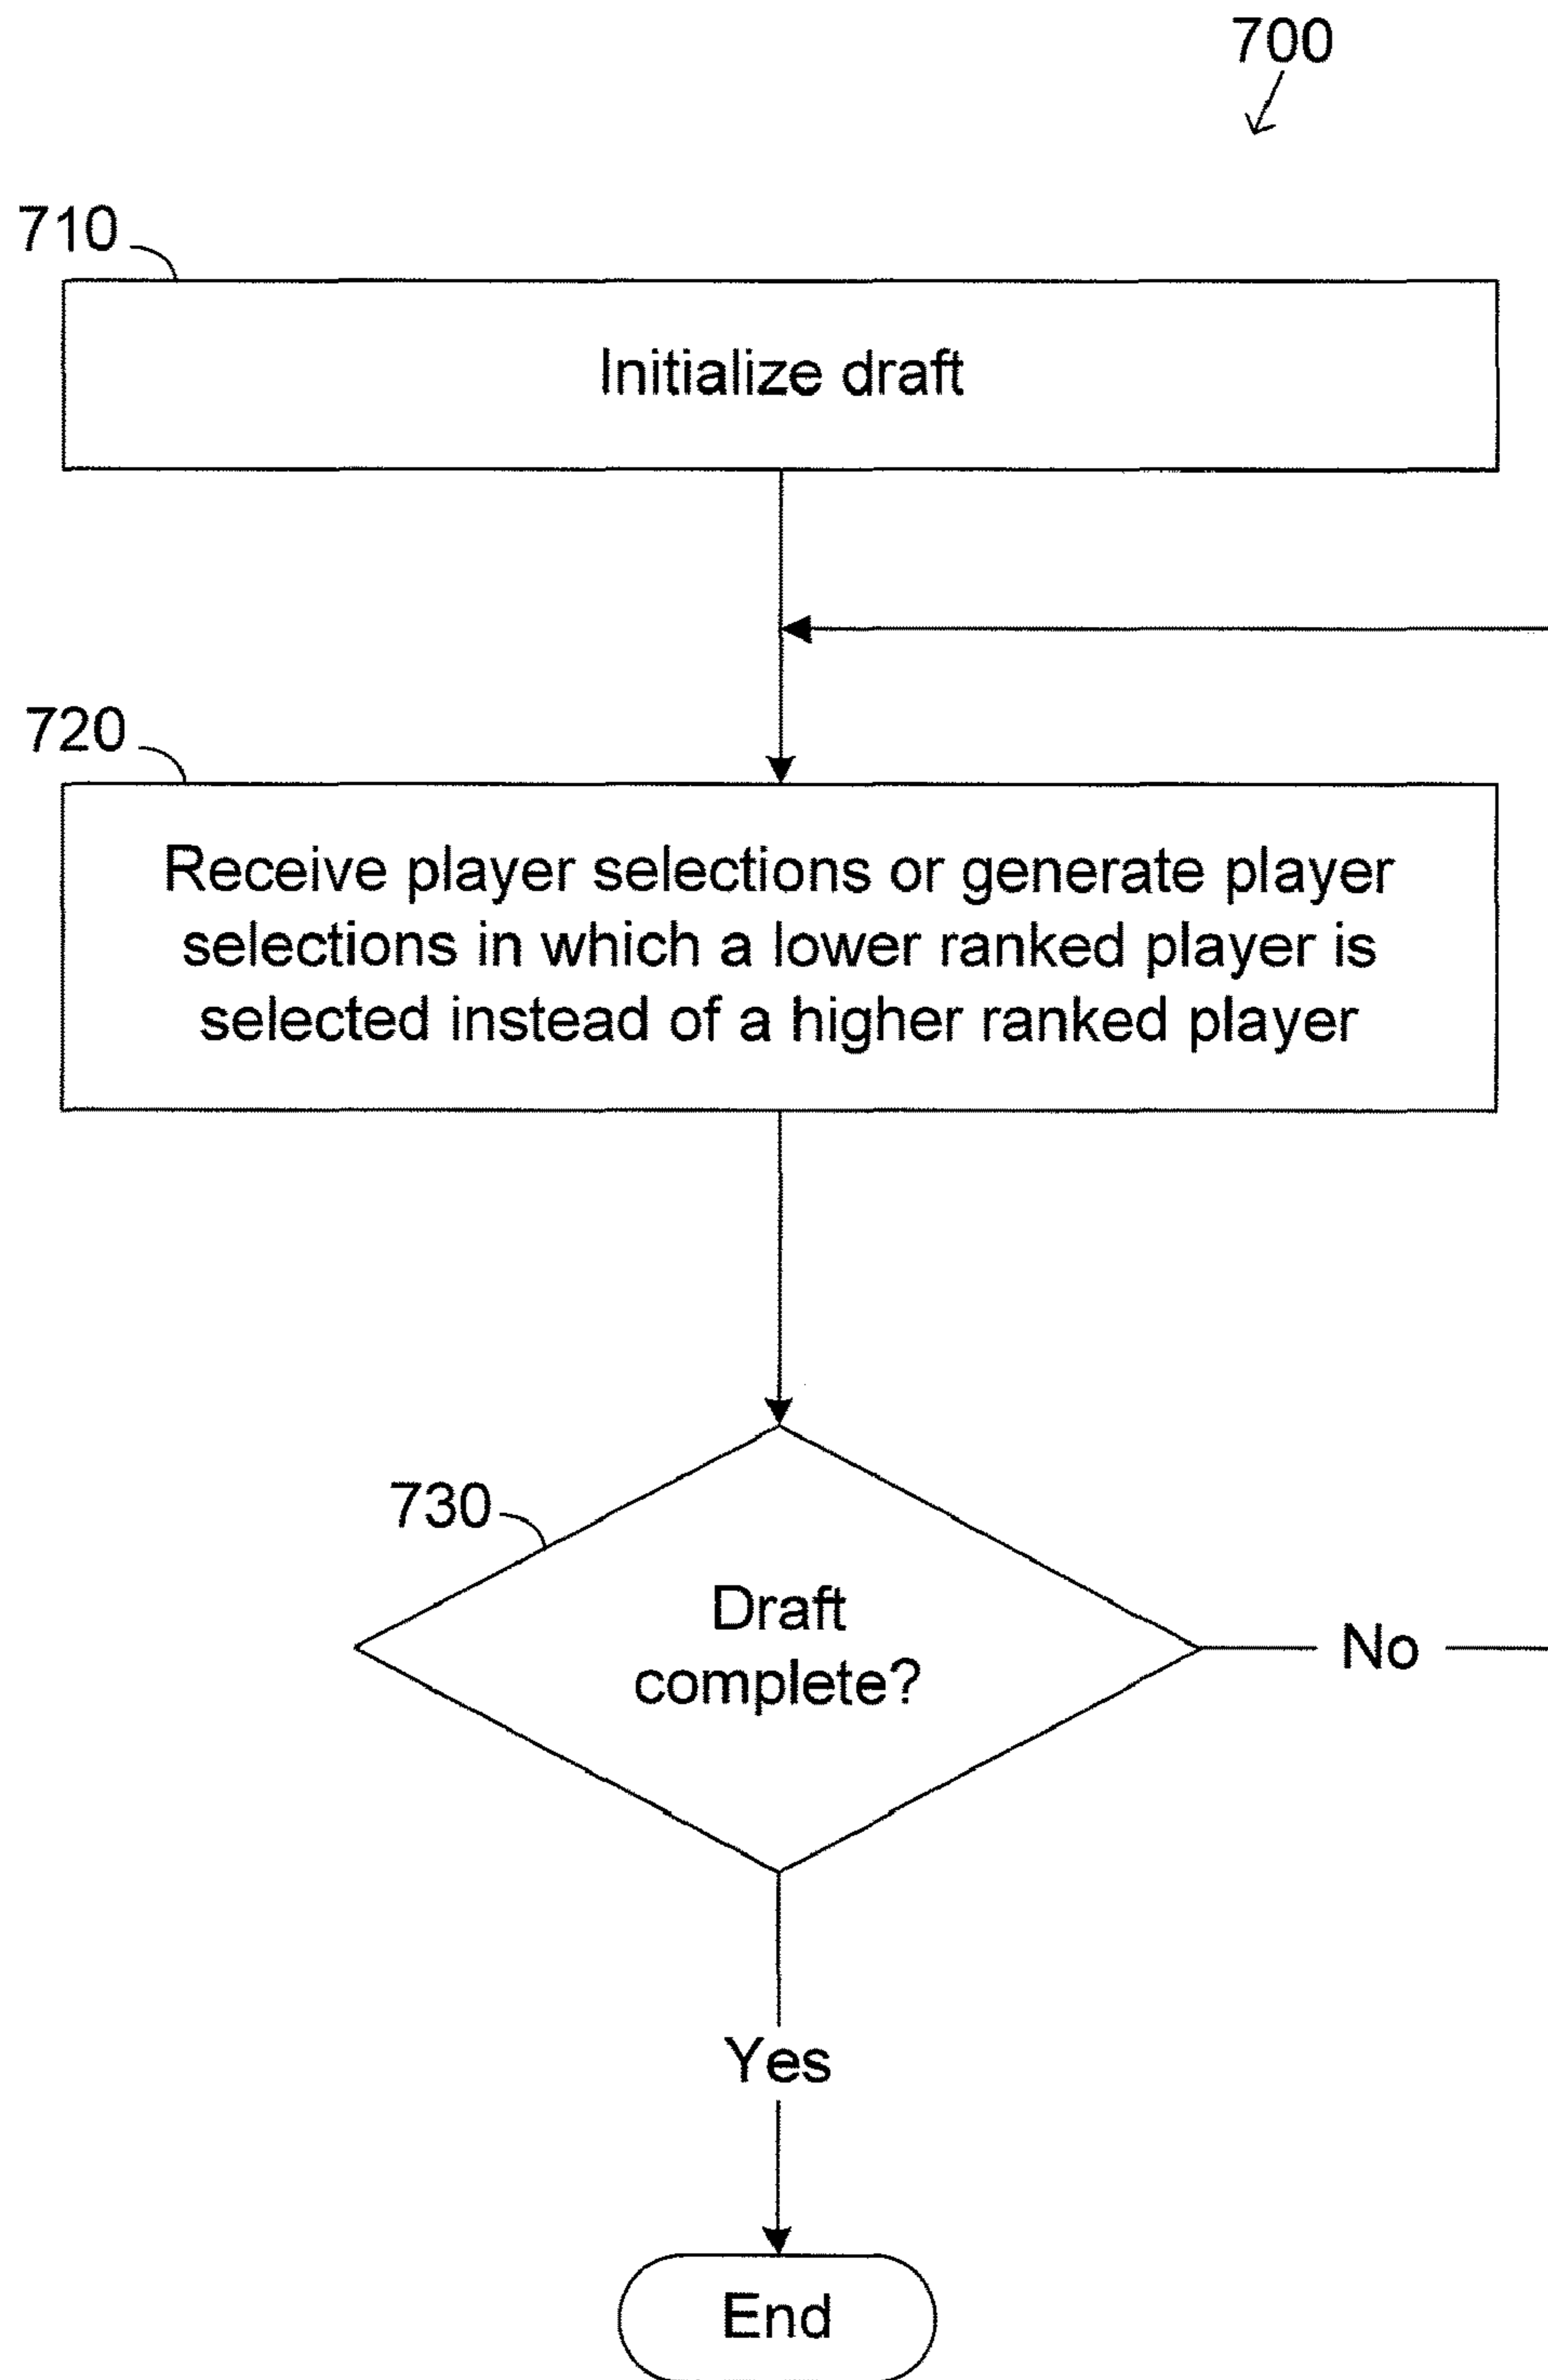 700
710
Initialize draft
720
Receive player selections or generate player
selections in which a lower ranked player is
selected instead of a higher ranked player
730
Draft
complete?
No
Yes
End